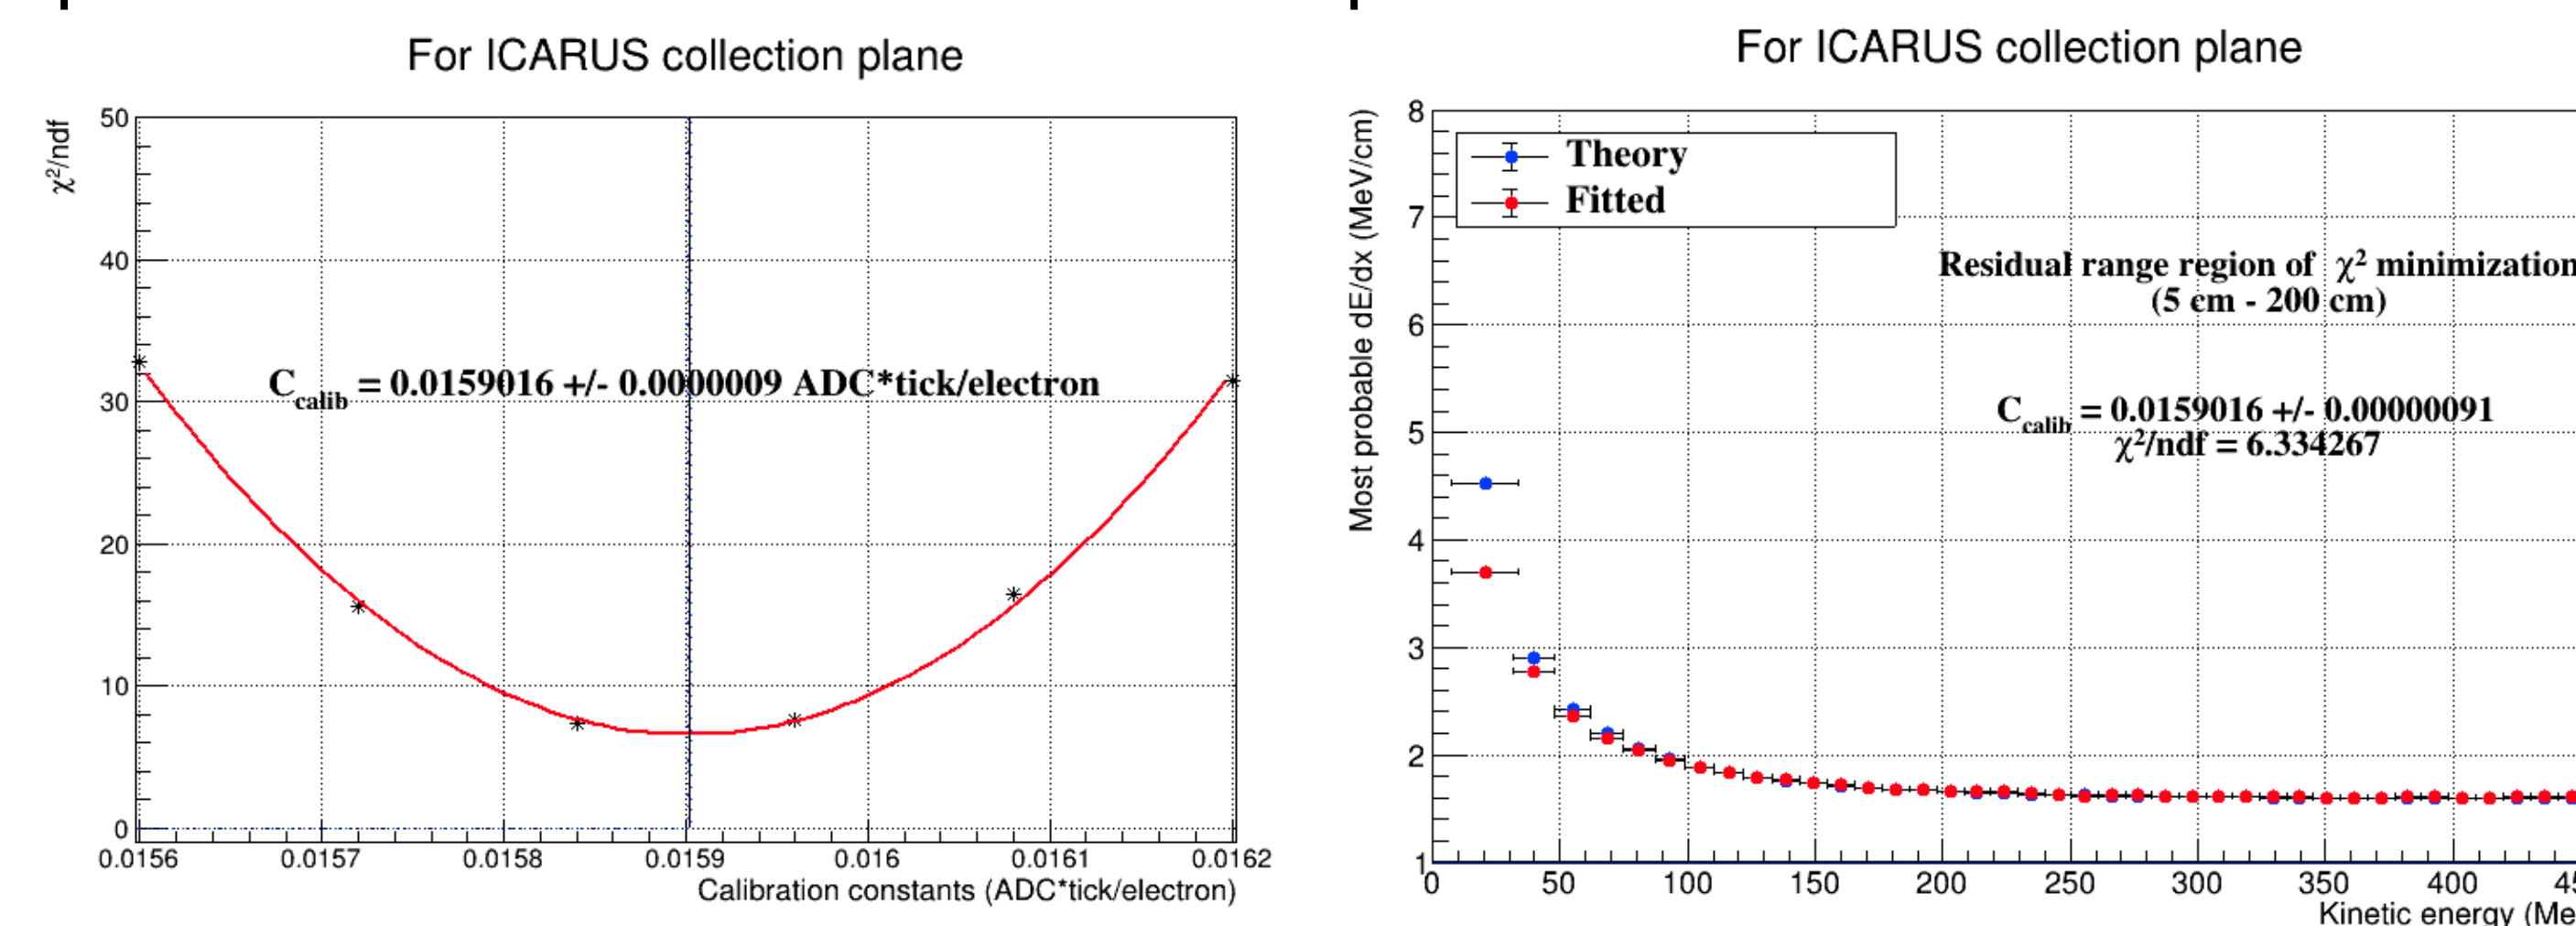 For ICARUS collection plane
χ²/ndf
50
40
30
20
10
0
C_calib = 0.0159016 +/- 0.0000009 ADC*tick/electron
0.0156 0.0157 0.0158 0.0159 0.016 0.0161 0.0162
Calibration constants (ADC*tick/electron)
For ICARUS collection plane
Most probable dE/dx (MeV/cm)
8
7
6
5
4
3
2
1
Theory
Fitted
Residual range region of χ² minimization
(5 cm - 200 cm)
C_calib = 0.0159016 +/- 0.00000091
χ²/ndf = 6.334267
0 50 100 150 200 250 300 350 400
Kinetic energy (Me